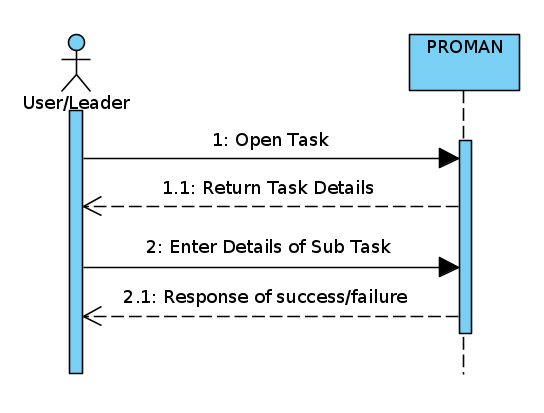 PROMAN
User/Leader
1: Open Task
1.1: Return Task Details
2: Enter Details of Sub Task
2.1: Response of success/failure